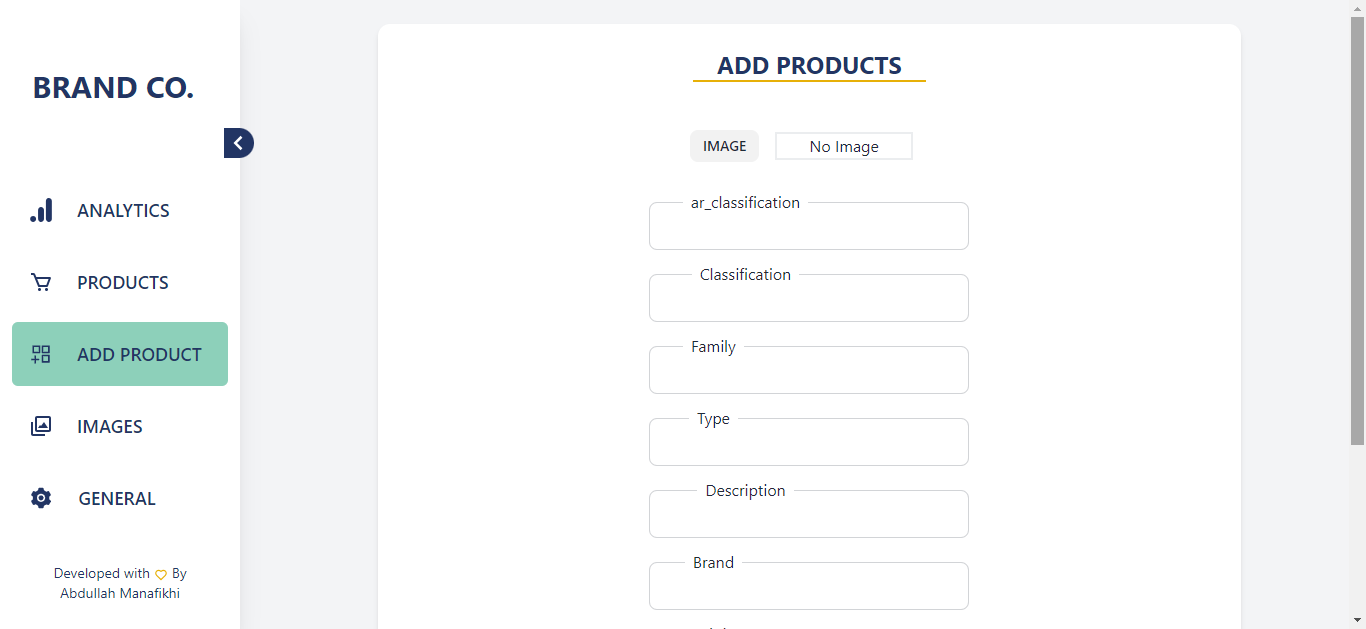 BRAND CO.
ANALYTICS
PRODUCTS
ADD PRODUCT
IMAGES
GENERAL
Developed with By
Abdullah Manafikhi
ADD PRODUCTS
IMAGE
No Image
ar_classification
Classification
Family
Type
Description
Brand